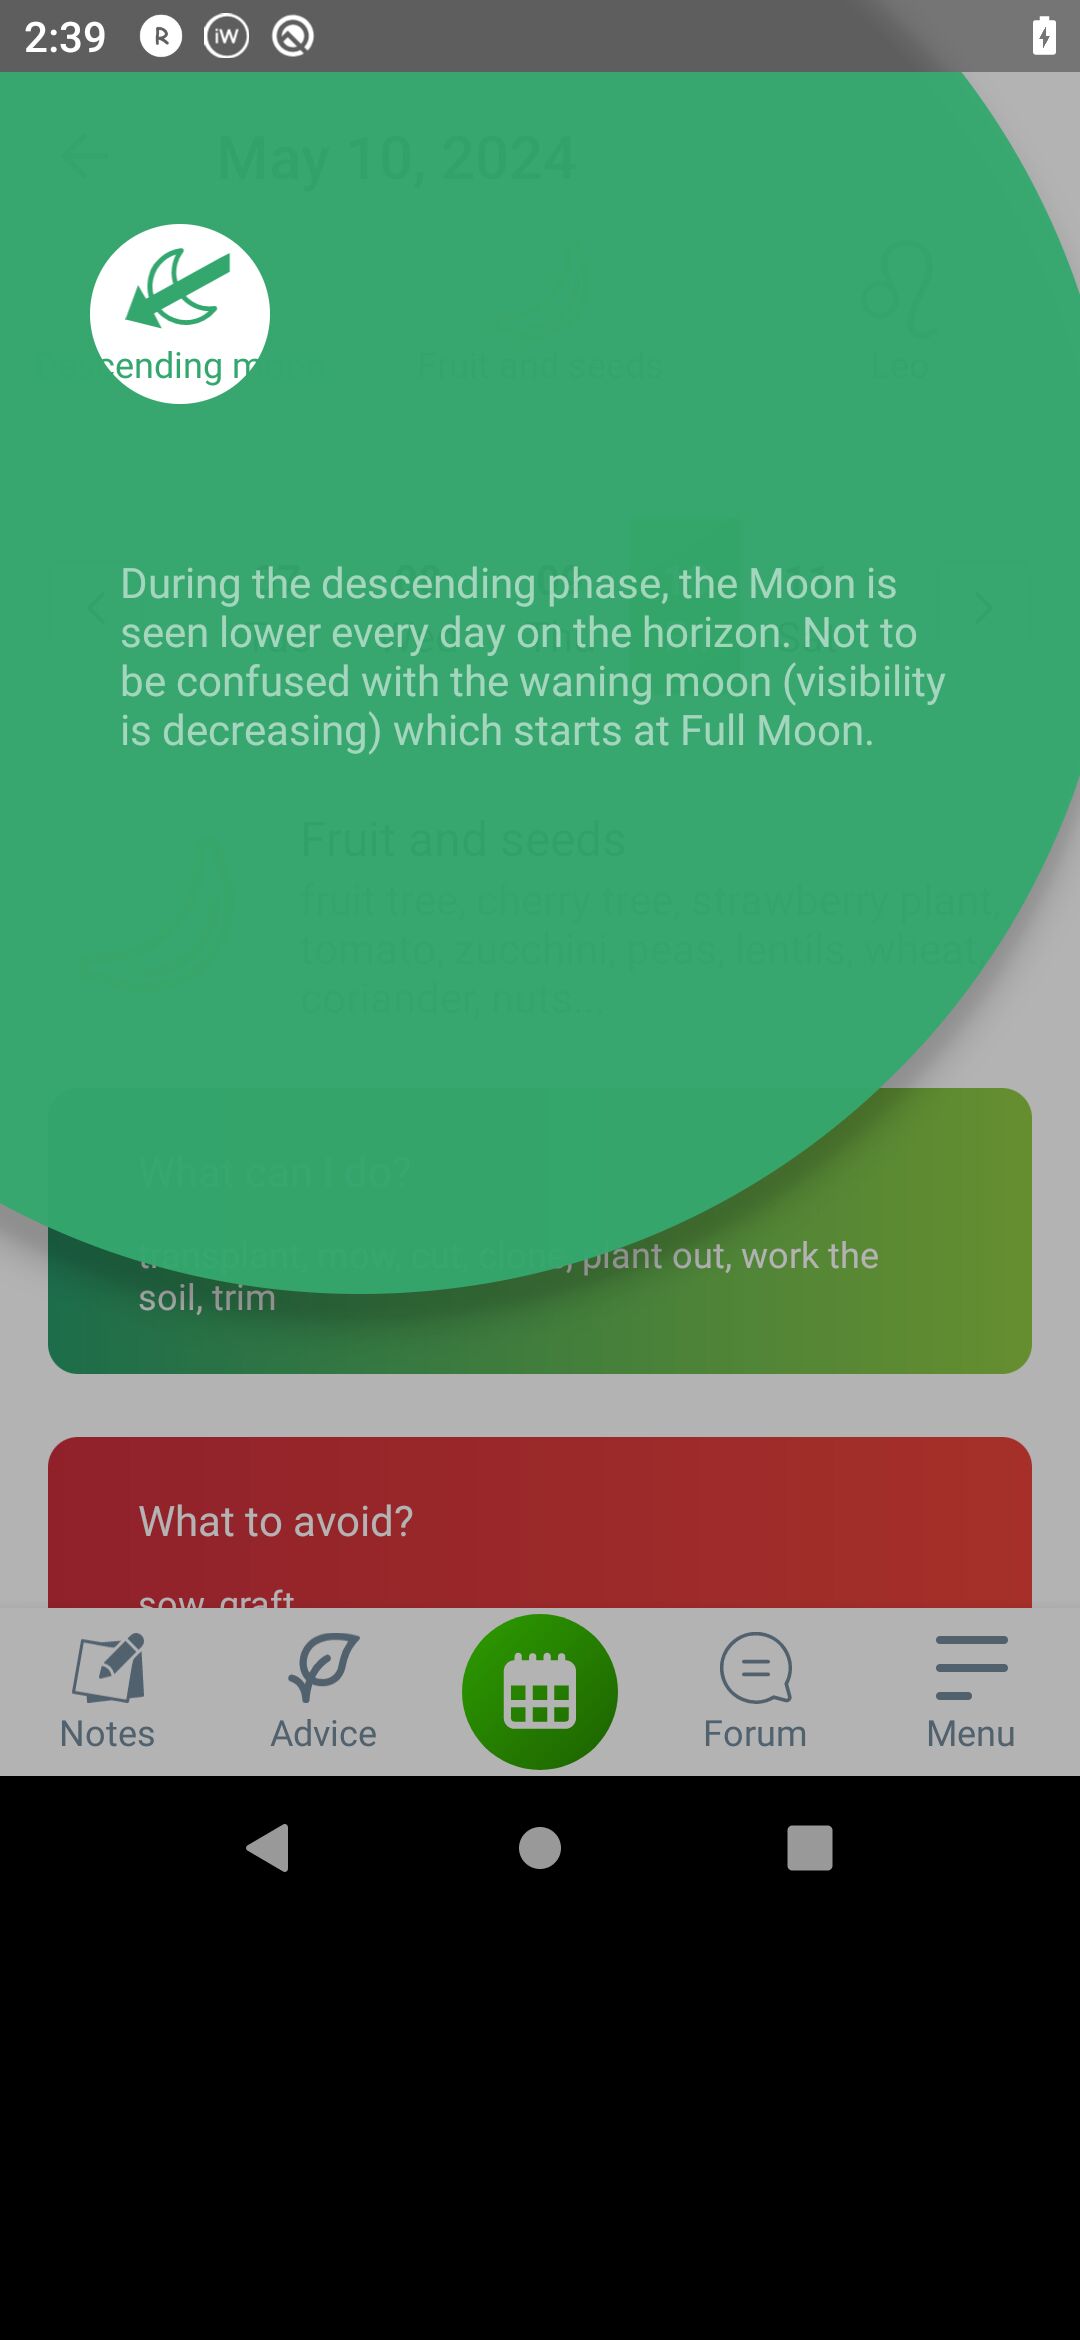 2:39
May 10, 2024
Descending moon
Fruit and seeds
Leo
During the descending phase, the Moon is
seen lower every day on the horizon. Not to
be confused with the waning moon (visibility
is decreasing) which starts at Full Moon.
Fruit and seeds
fruit tree, cherry tree, strawberry plant,
tomato, zucchini, peas, lentils, wheat,
coriander, nuts...
What can I do?
transplant, mow, cut, clone, plant out, work the
soil, trim
What to avoid?
sow, graft
Notes
Advice
Forum
Menu